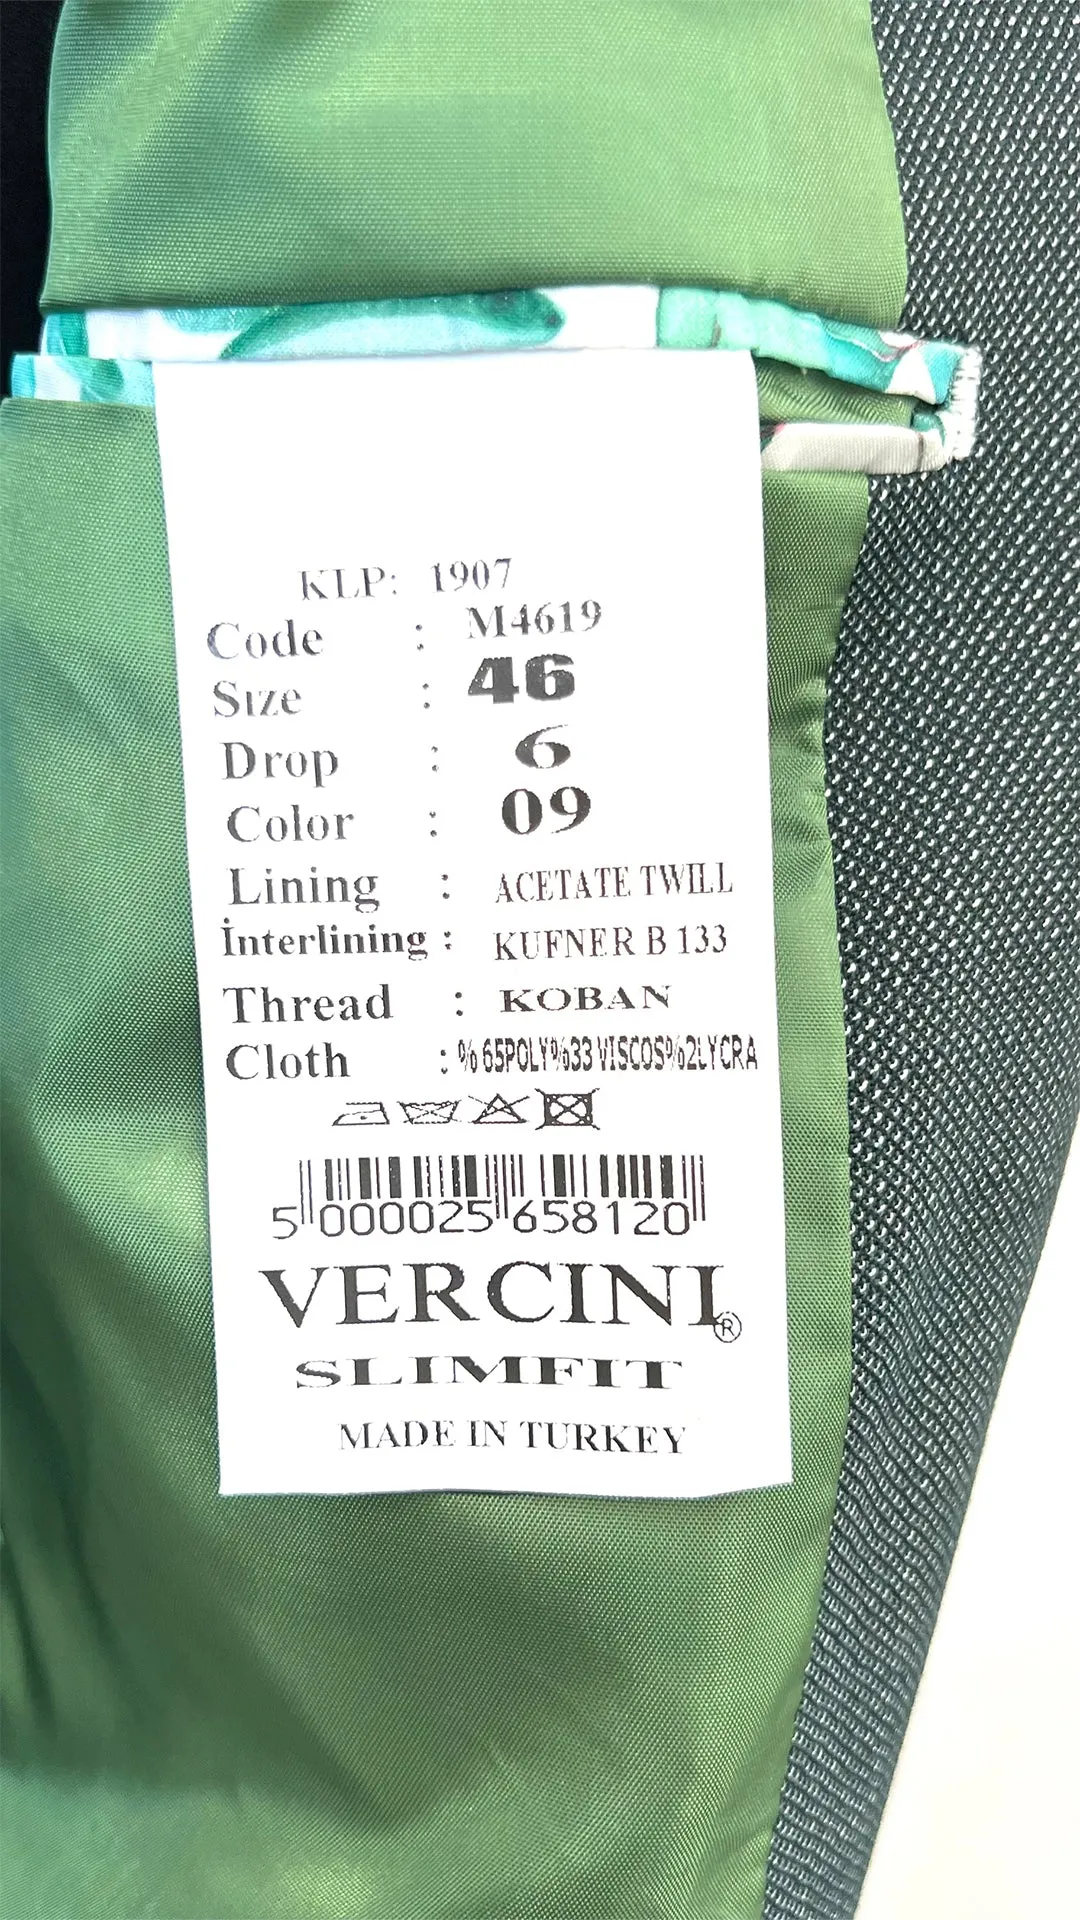 KLP: 1907
Code : M4619
Size : 46
Drop : 6
Color : 09
Lining : ACETATE TWILL
İnterlining : KUFNER B 133
Thread : KOBAN
Cloth : %65POLY%33 VISCOS%2LYCRA
5 000025 658120
VERCINI®
SLIMFIT
MADE IN TURKEY